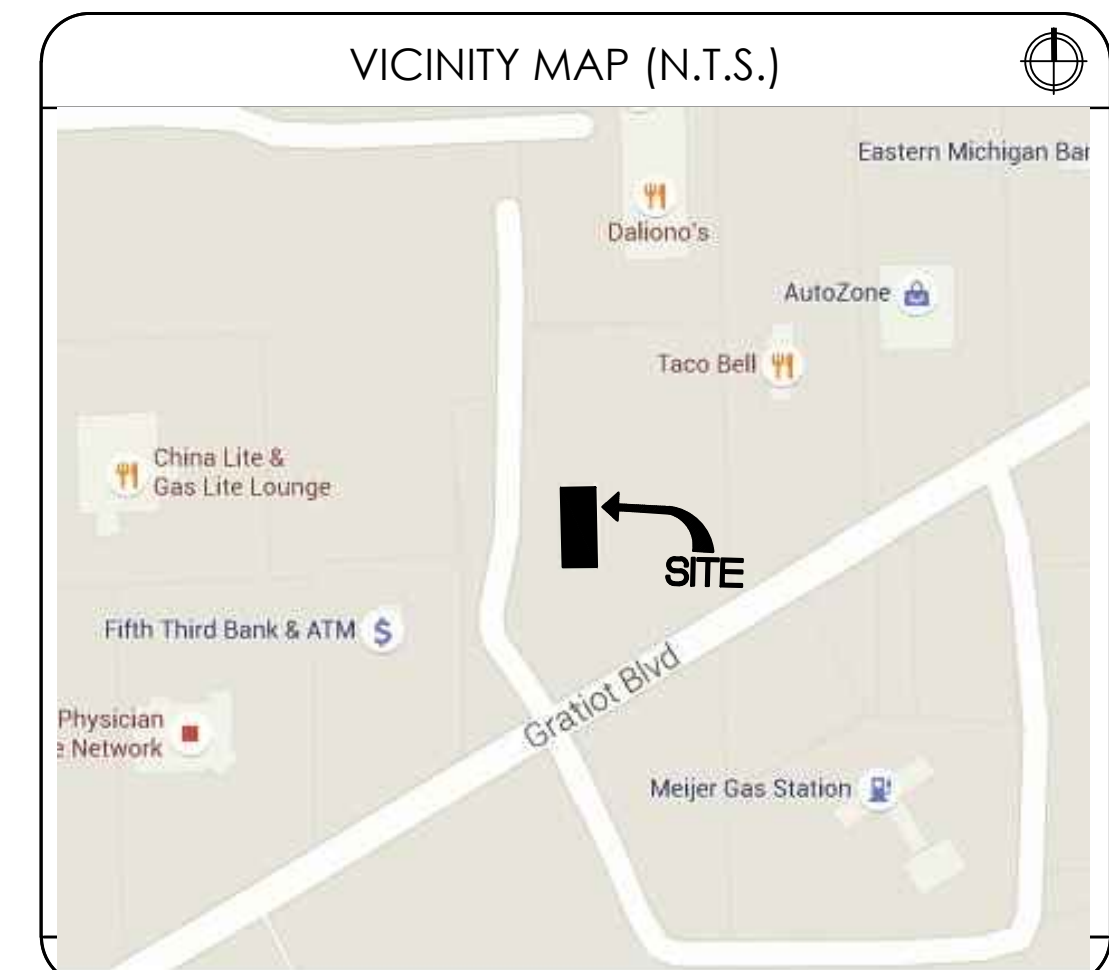 VICINITY MAP (N.T.S.)
Eastern Michigan Bar
Daliono's
AutoZone
Taco Bell
China Lite &
Gas Lite Lounge
SITE
Fifth Third Bank & ATM
$
Gratiot Blvd
Physician
e Network
Meijer Gas Station